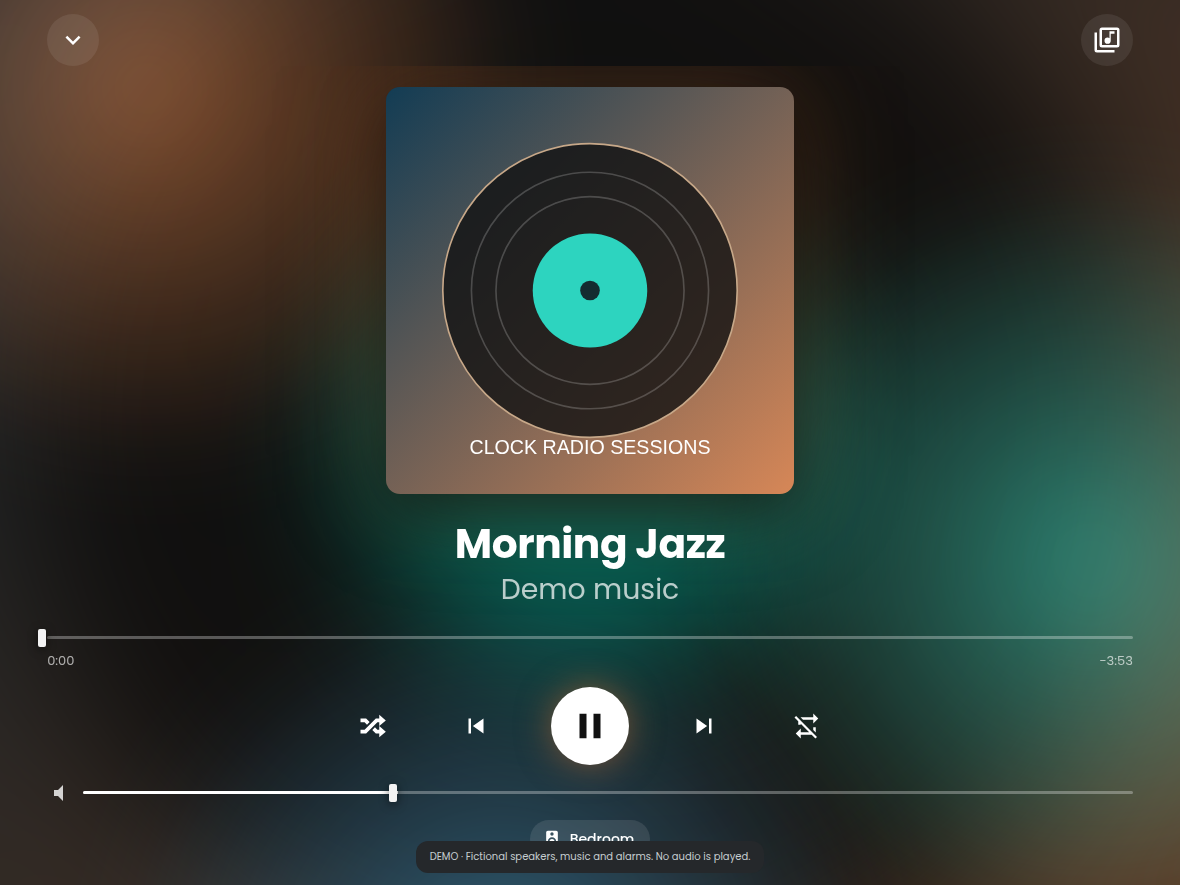 CLOCK RADIO SESSIONS
Morning Jazz
Demo music
0:00
-3:53
Bedroom
DEMO · Fictional speakers, music and alarms. No audio is played.